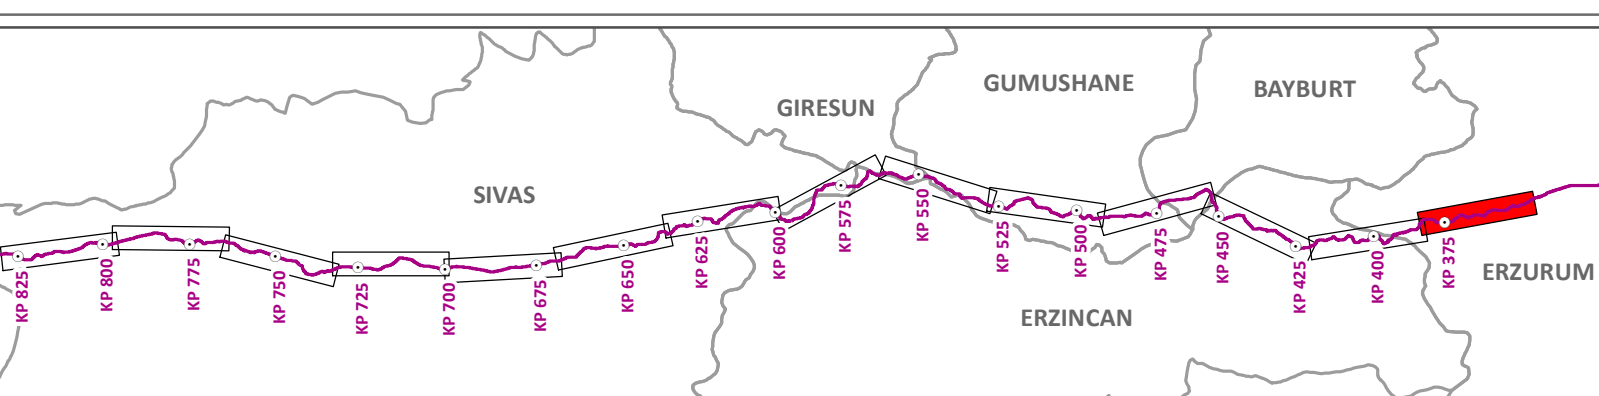 GUMUSHANE
BAYBURT
GIRESUN
SIVAS
ERZURUM
ERZINCAN
KP 825
KP 800
KP 775
KP 750
KP 725
KP 700
KP 675
KP 650
KP 625
KP 600
KP 575
KP 550
KP 525
KP 500
KP 475
KP 450
KP 425
KP 400
KP 375